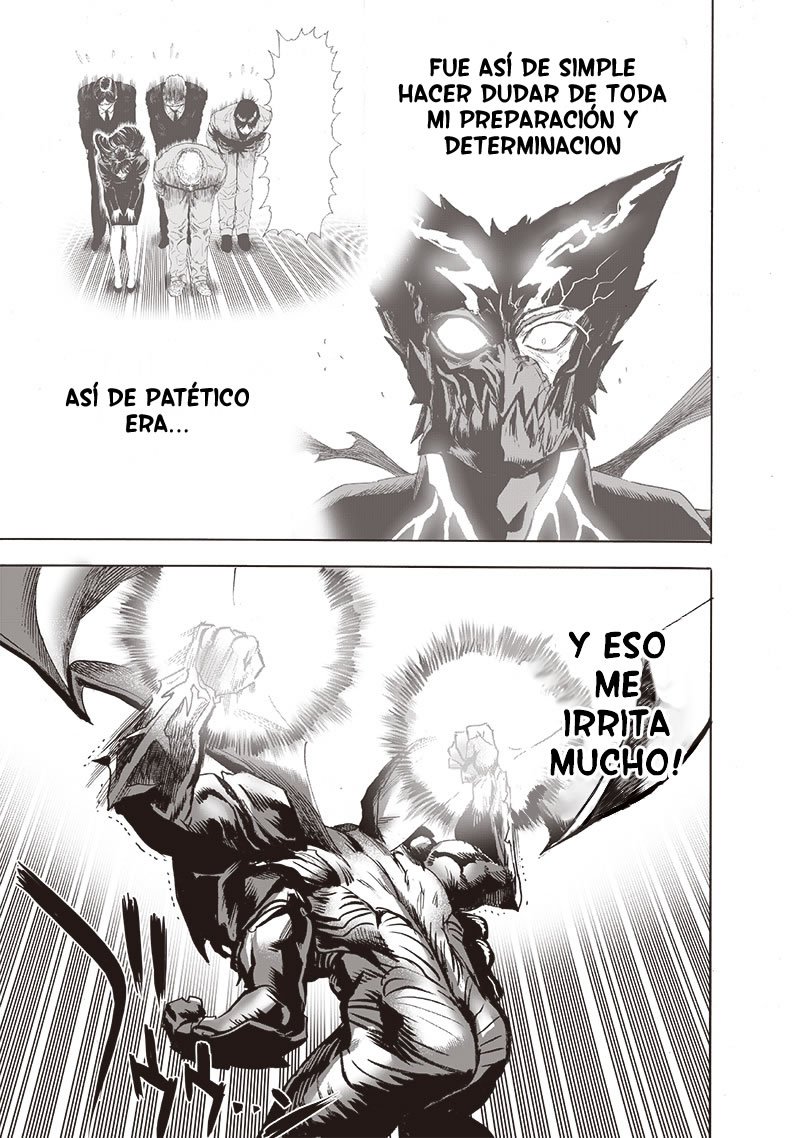 FUE ASÍ DE SIMPLE
HACER DUDAR DE TODA
MI PREPARACIÓN Y
DETERMINACION
ASÍ DE PATÉTICO
ERA...
Y ESO
ME
IRRITA
MUCHO!